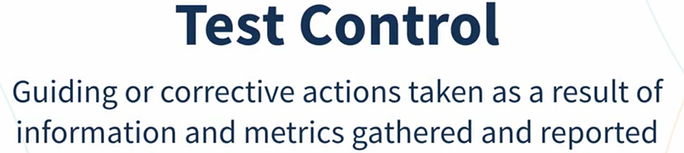 Test Control
Guiding or corrective actions taken as a result of
information and metrics gathered and reported